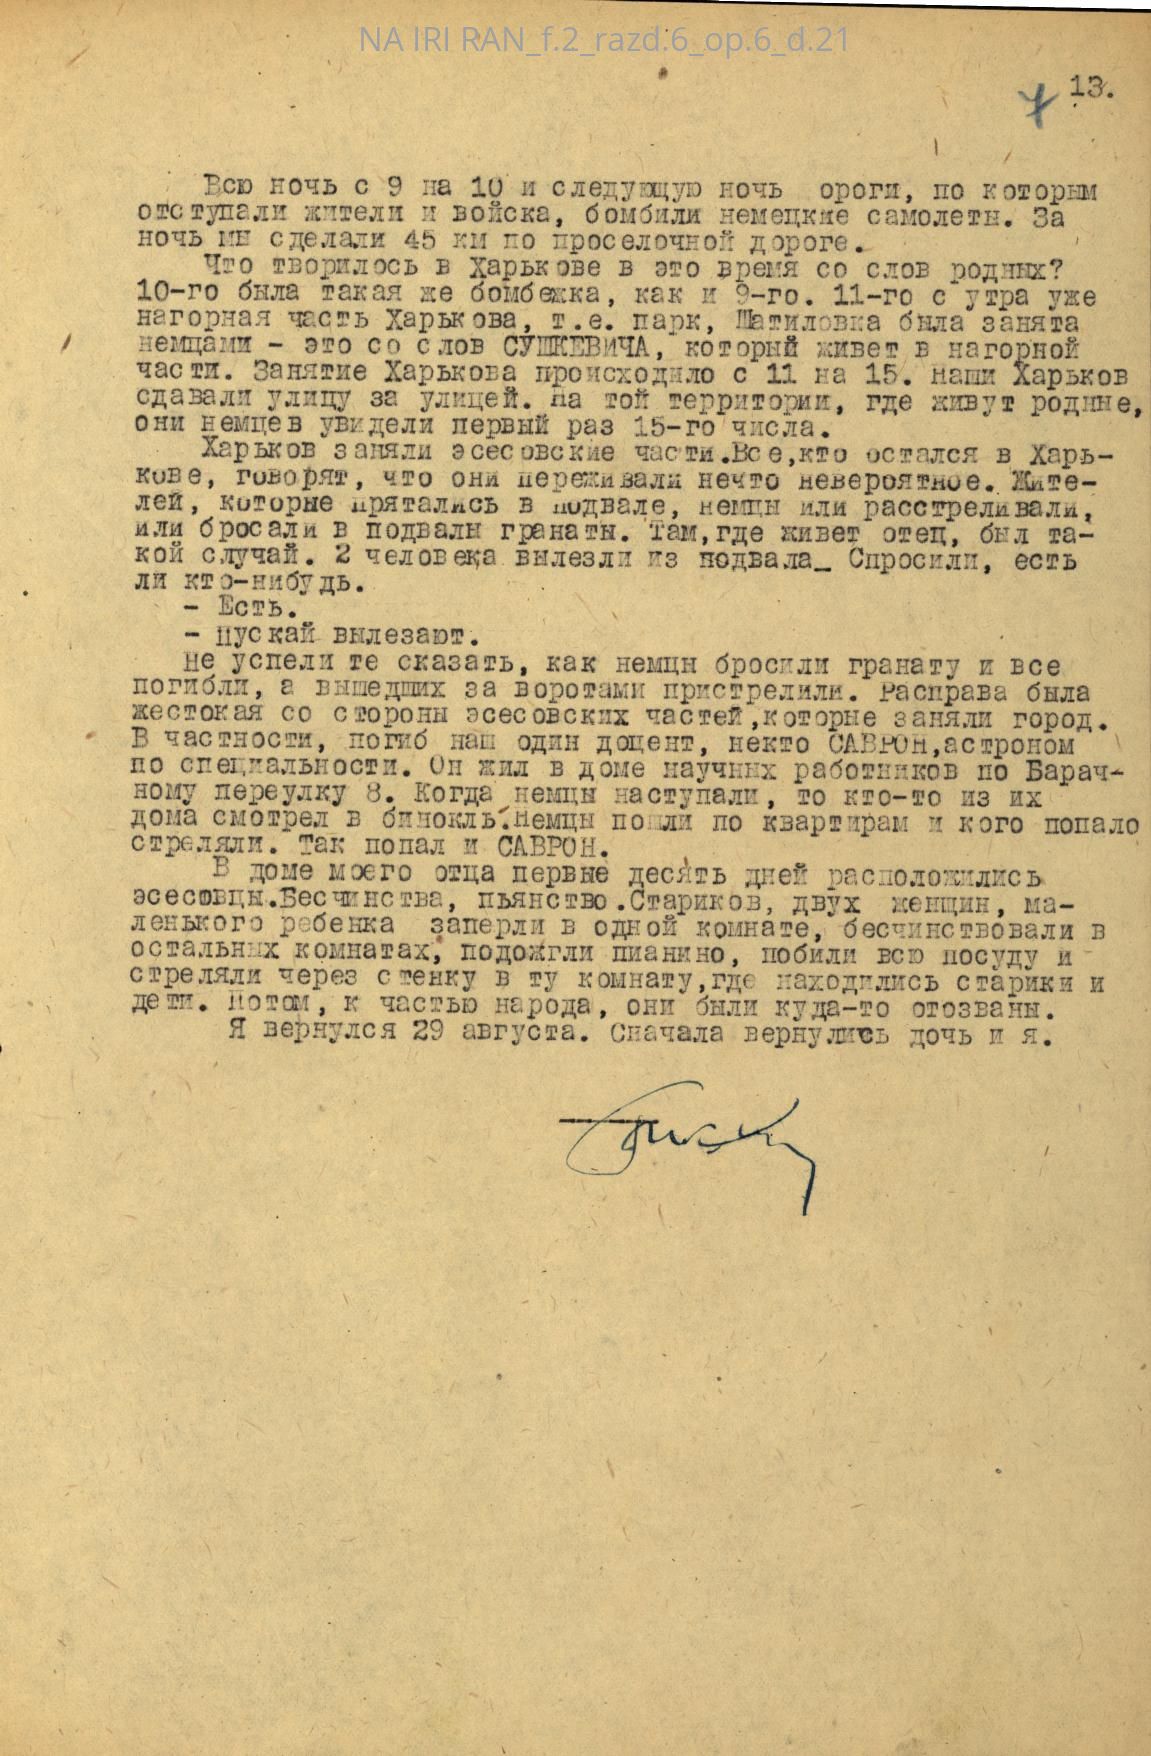 NA IRI RAN_f.2_razd.6_op.6_d.21
13.
7
Всю ночь с 9 на 10 и следующую ночь ороги, по которым
отступали жители и войска, бомбили немецкие самолеты. За
ночь мы сделали 45 км по проселочной дороге.
Что творилось в Харькове в это время со слов родных?
10-го была такая же бомбежка, как и 9-го. 11-го с утра уже
нагорная часть Харькова, т.е. парк, Шатиловка была занята
немцами - это со слов СУШКЕВИЧА, который живет в нагорной
части. Занятие Харькова происходило с 11 на 15. Наши Харьков
сдавали улицу за улицей. На той территории, где живут родные,
они немцев увидели первый раз 15-го числа.
Харьков заняли эсесовские части.Все,кто остался в Харь-
кове, говорят, что они переживали нечто невероятное. Жите-
лей, которые прятались в подвале, немцы или расстреливали,
или бросали в подвалы гранаты. Там,где живет отец, был та-
кой случай. 2 человека вылезли из подвала_ Спросили, есть
ли кто-нибудь.
- Есть.
- Пускай вылезают.
Не успели те сказать, как немцы бросили гранату и все
погибли, а вышедших за воротами пристрелили. Расправа была
жестокая со стороны эсесовских частей,которые заняли город.
В частности, погиб наш один доцент, некто САВРОН,астроном
по специальности. Он жил в доме научных работников по Барач-
ному переулку 8. Когда немцы наступали, то кто-то из их
дома смотрел в бинокль.Немцы пошли по квартирам и кого попало
стреляли. Так попал и САВРОН.
В доме моего отца первые десять дней расположились
эсесовцы.Бесчинства, пьянство.Стариков, двух женщин, ма-
ленького ребенка заперли в одной комнате, бесчинствовали в
остальных комнатах, подожгли пианино, побили всю посуду и
стреляли через стенку в ту комнату,где находились старики и
дети. Потом, к частью народа, они были куда-то отозваны.
Я вернулся 29 августа. Сначала вернулись дочь и я.